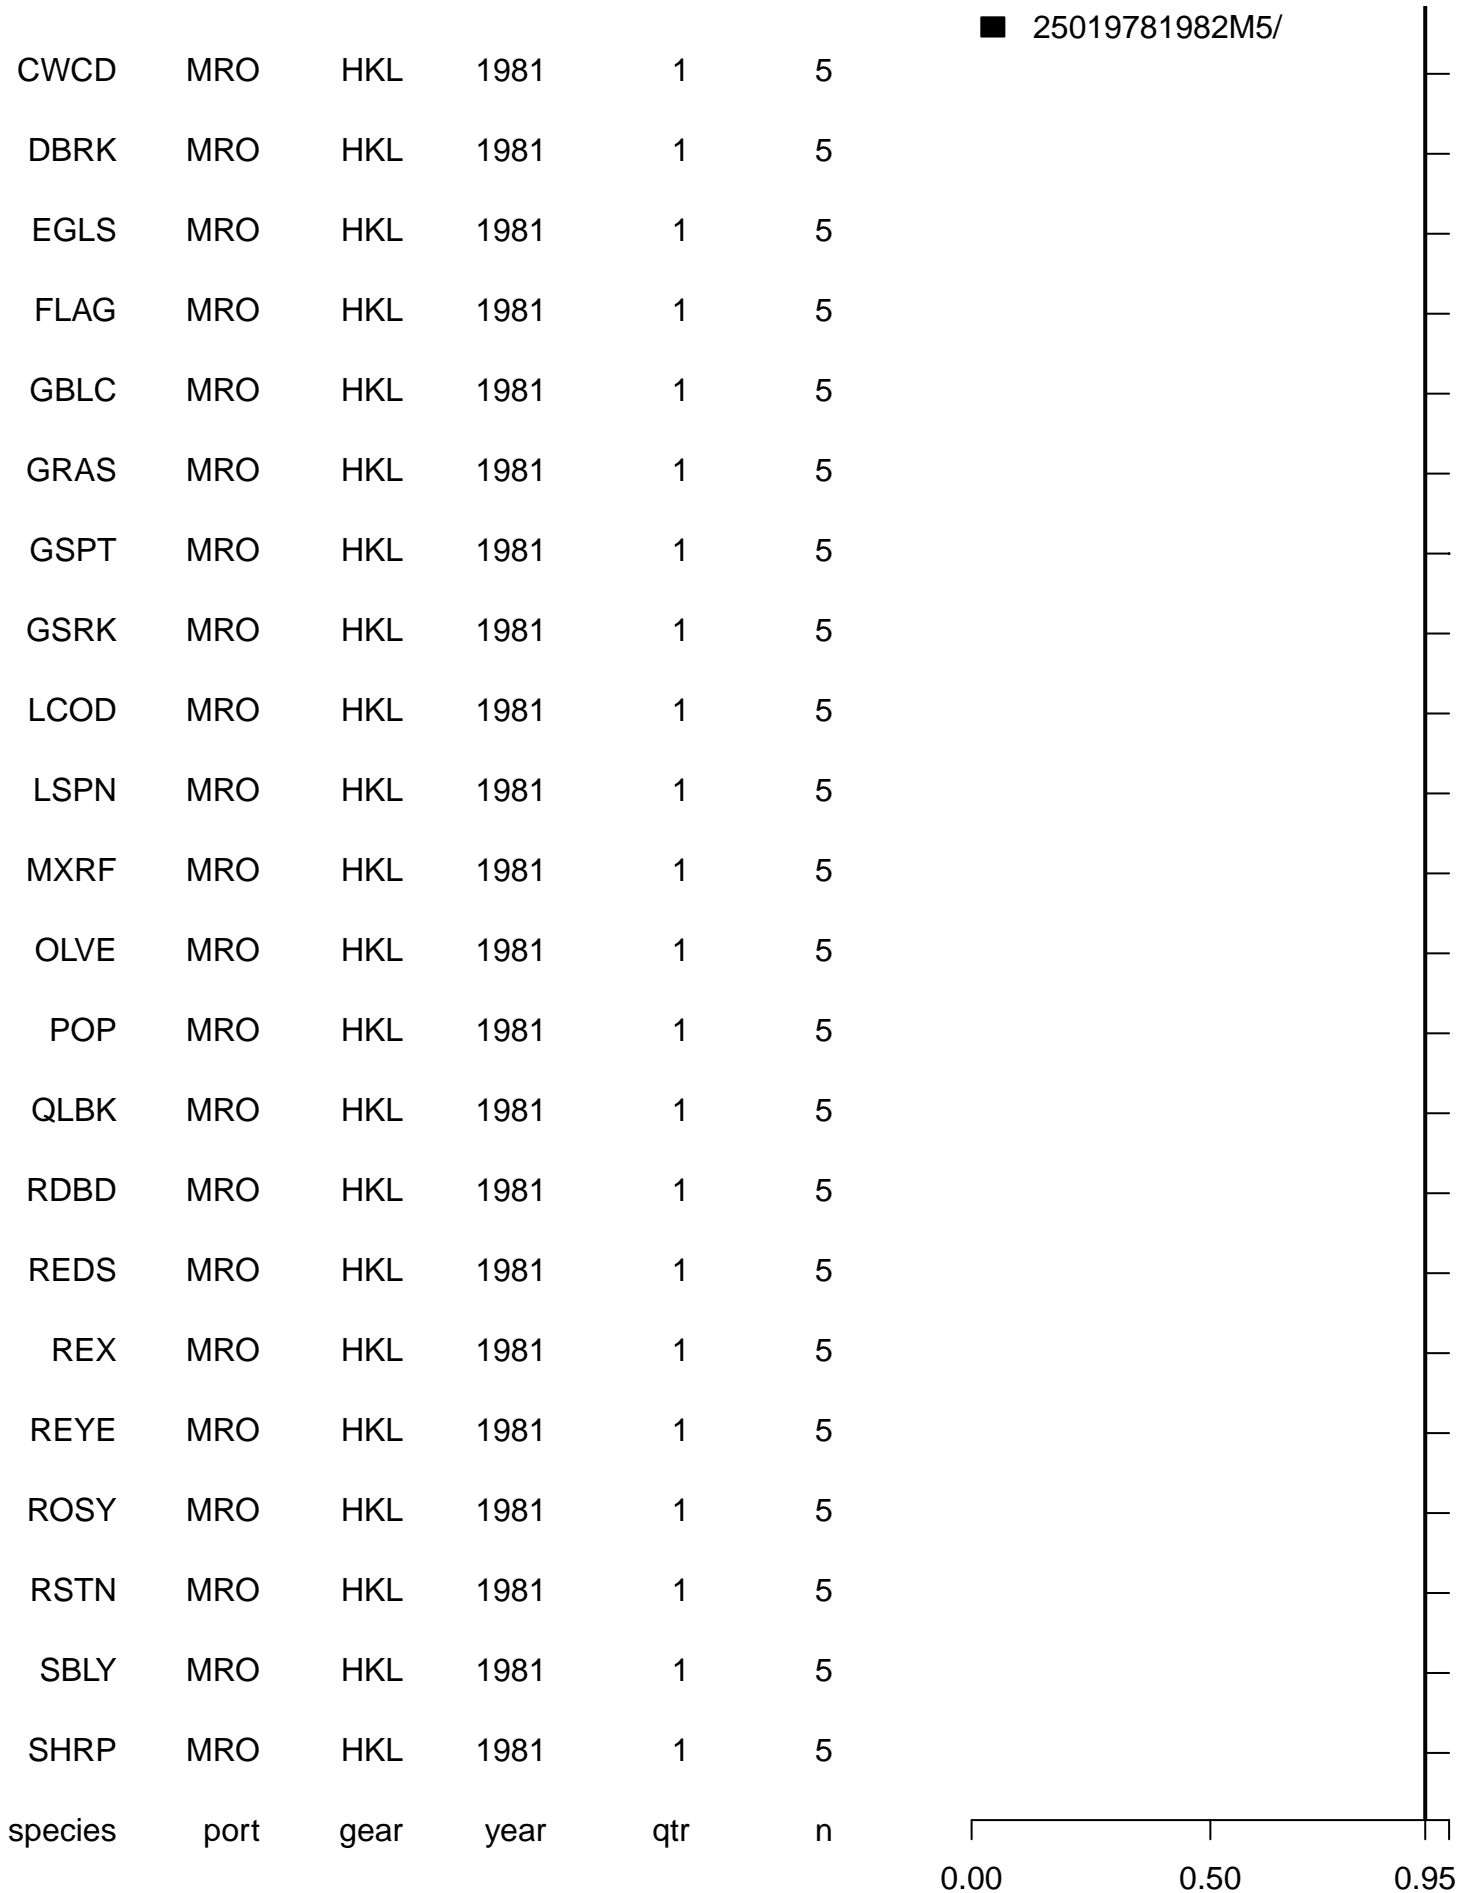 25019781982M5/
CWCD MRO HKL 1981 1 5
DBRK MRO HKL 1981 1 5
EGLS MRO HKL 1981 1 5
FLAG MRO HKL 1981 1 5
GBLC MRO HKL 1981 1 5
GRAS MRO HKL 1981 1 5
GSPT MRO HKL 1981 1 5
GSRK MRO HKL 1981 1 5
LCOD MRO HKL 1981 1 5
LSPN MRO HKL 1981 1 5
MXRF MRO HKL 1981 1 5
OLVE MRO HKL 1981 1 5
POP MRO HKL 1981 1 5
QLBK MRO HKL 1981 1 5
RDBD MRO HKL 1981 1 5
REDS MRO HKL 1981 1 5
REX MRO HKL 1981 1 5
REYE MRO HKL 1981 1 5
ROSY MRO HKL 1981 1 5
RSTN MRO HKL 1981 1 5
SBLY MRO HKL 1981 1 5
SHRP MRO HKL 1981 1 5
species port gear year qtr n
0.00 0.50 0.95